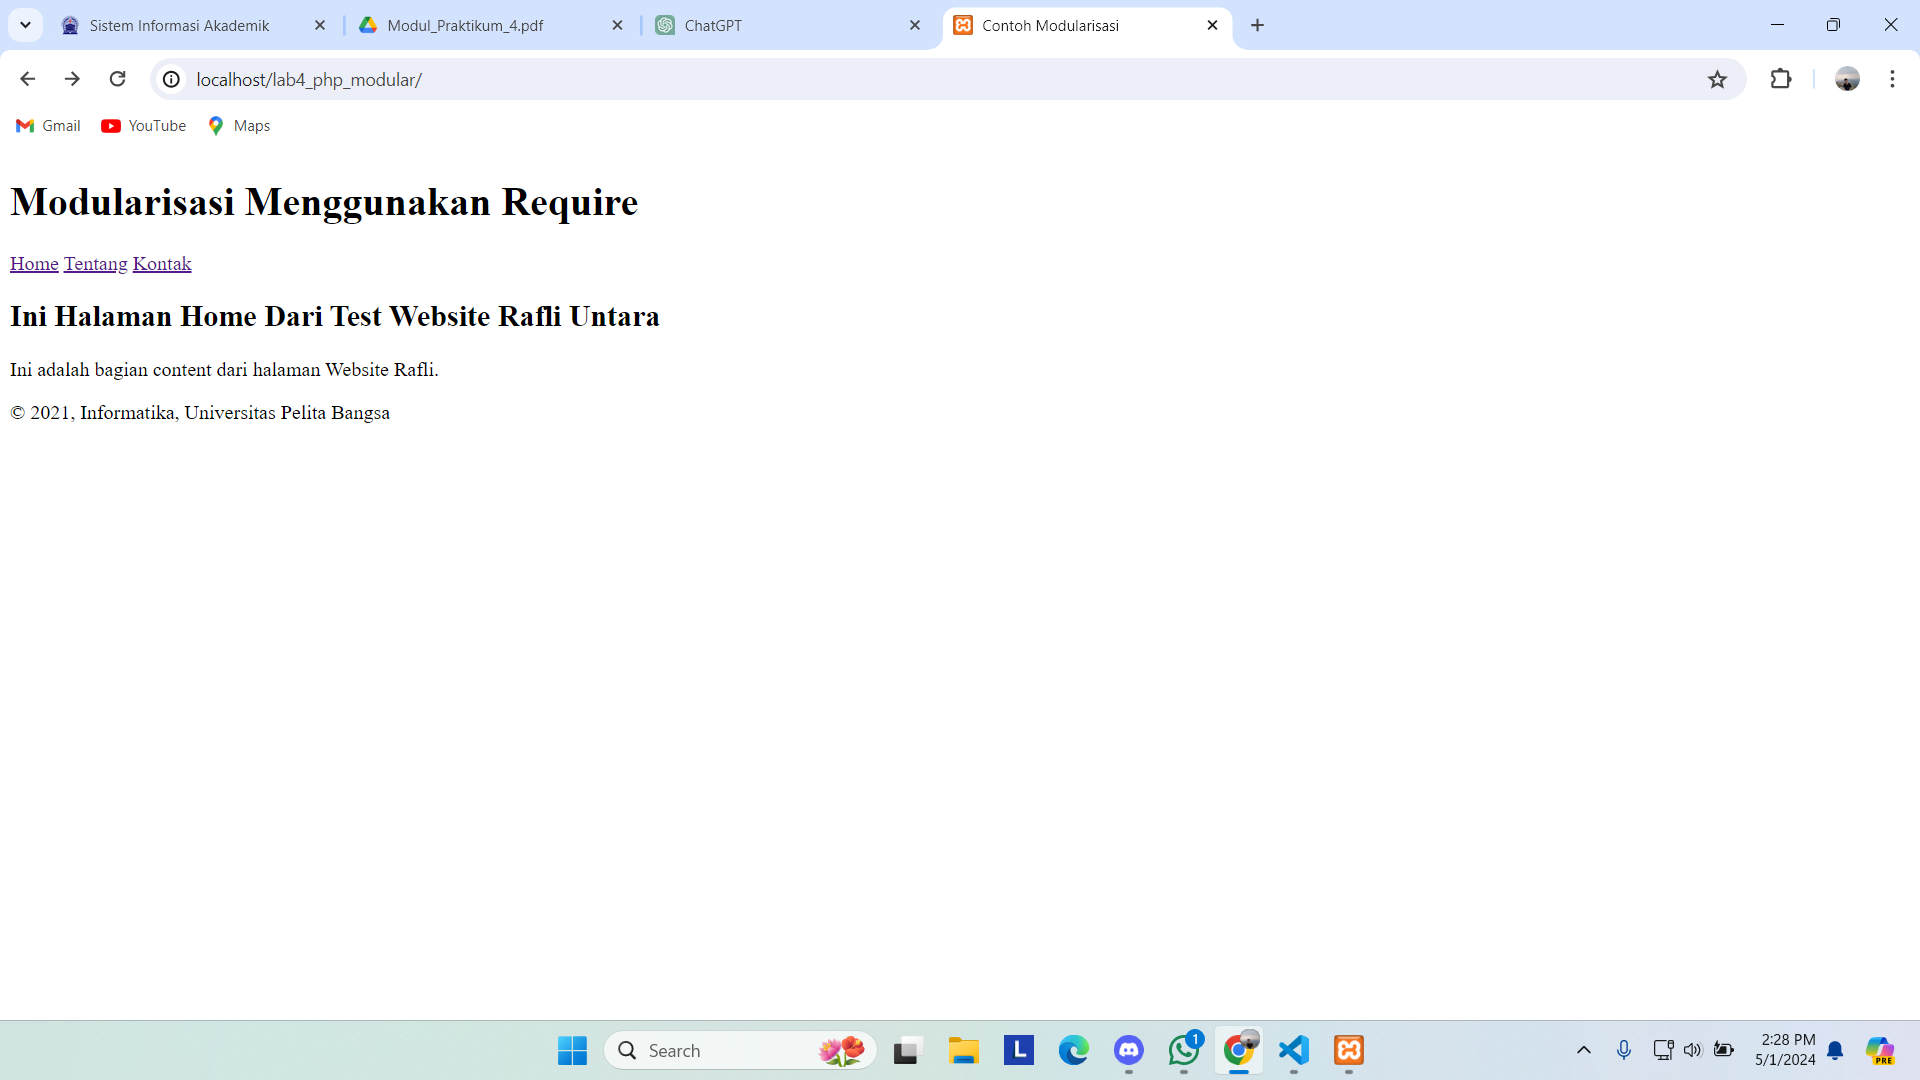 Sistem Informasi Akademik
Modul_Praktikum_4.pdf
ChatGPT
Contoh Modularisasi
localhost/lab4_php_modular/
Gmail
YouTube
Maps
Modularisasi Menggunakan Require
Home Tentang Kontak
Ini Halaman Home Dari Test Website Rafli Untara
Ini adalah bagian content dari halaman Website Rafli.
© 2021, Informatika, Universitas Pelita Bangsa
Search
L
1
2:28 PM
5/1/2024
PRE